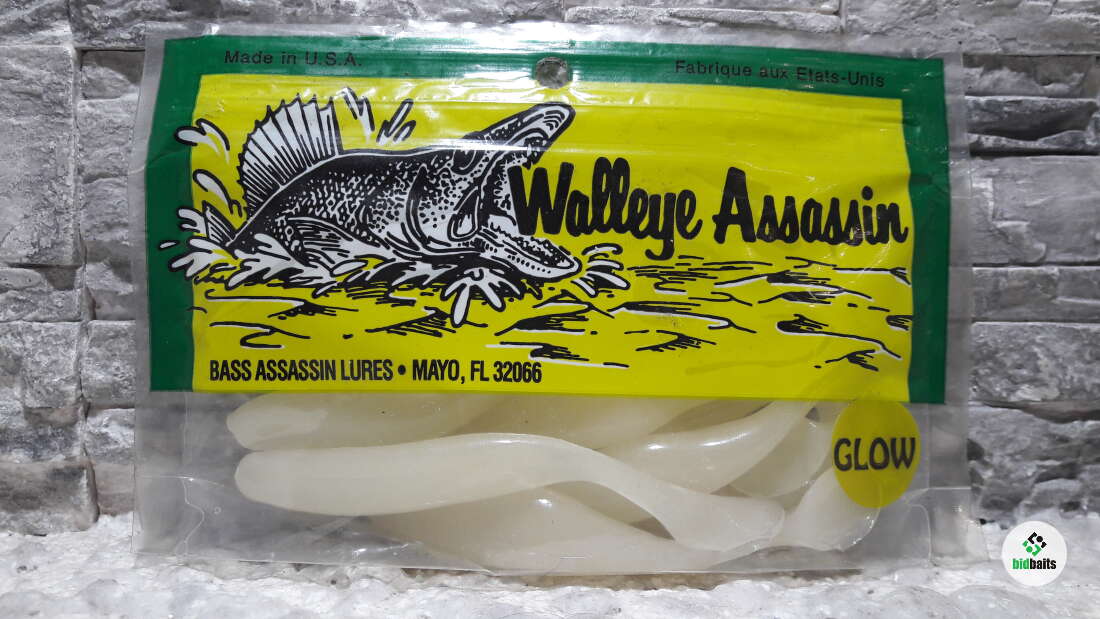 Made in U.S.A.
Fabrique aux Etats-Unis
Walleye Assassin
BASS ASSASSIN LURES • MAYO, FL 32066
GLOW
bidbaits